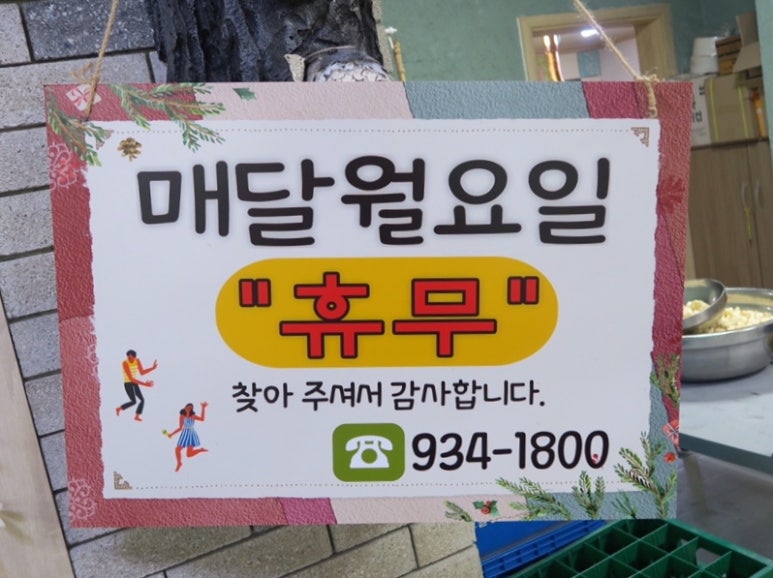 매달월요일
"휴무"
찾아 주셔서 감사합니다.
934-1800